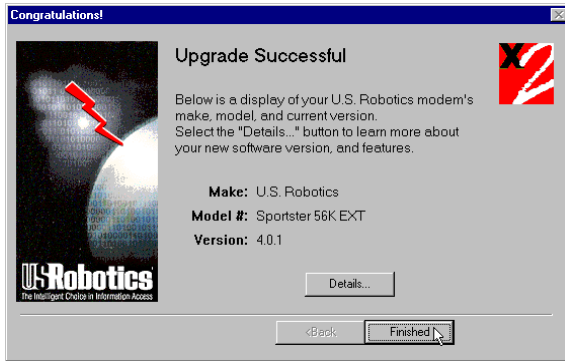 Congratulations!
Upgrade Successful
X2
Below is a display of your U.S. Robotics modem's
make, model, and current version.
Select the "Details..." button to learn more about
your new software version, and features.
Make: U.S. Robotics
Model #: Sportster 56K EXT
Version: 4.0.1
USRobotics
The Intelligent Choice in Information Access
Details...
<Back
Finished